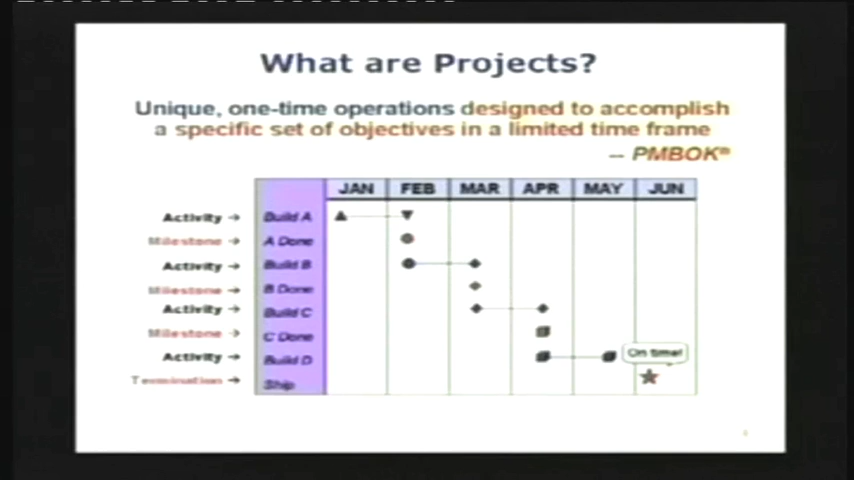 What are Projects?
Unique, one-time operations designed to accomplish
a specific set of objectives in a limited time frame
-- PMBOK®
JAN FEB MAR APR MAY JUN
Activity → Build A
Milestone → A Done
Activity → Build B
Milestone → B Done
Activity → Build C
Milestone → C Done
Activity → Build D
On time!
Termination → Ship